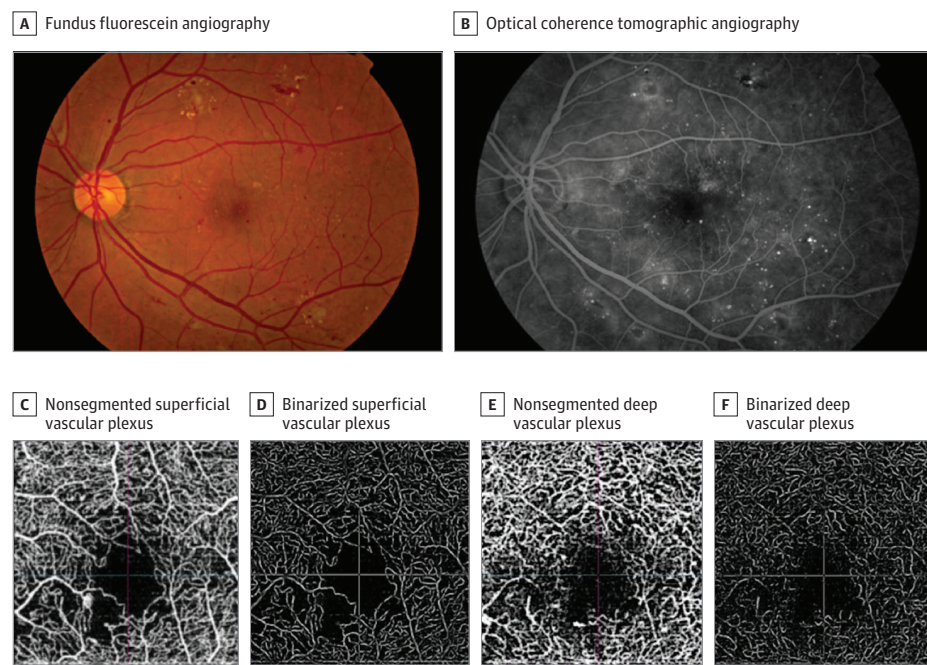 A Fundus fluorescein angiography
B Optical coherence tomographic angiography
C Nonsegmented superficial
vascular plexus
D Binarized superficial
vascular plexus
E Nonsegmented deep
vascular plexus
F Binarized deep
vascular plexus